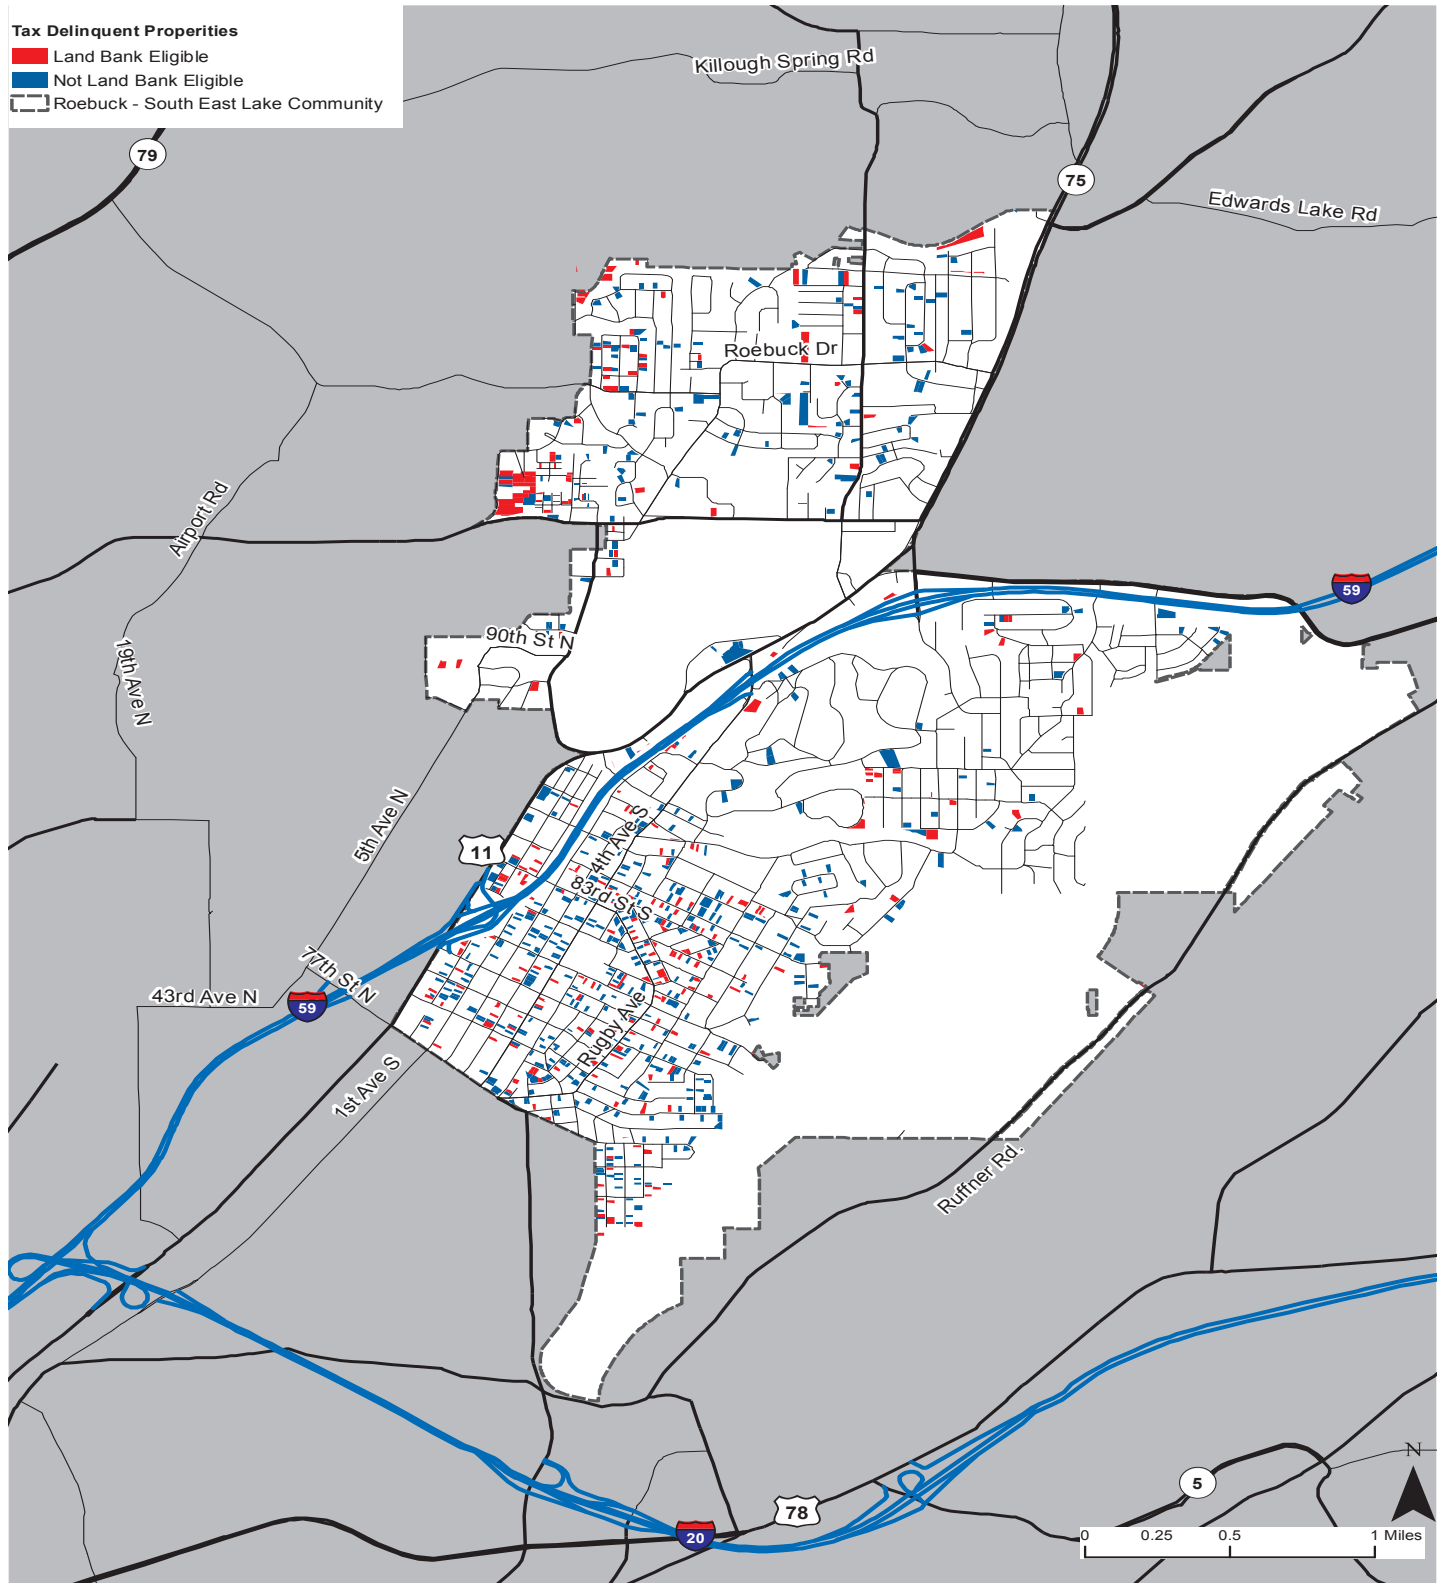 Tax Delinquent Properities
Land Bank Eligible
Not Land Bank Eligible
Roebuck - South East Lake Community
Killough Spring Rd
79
75
Edwards Lake Rd
Roebuck Dr
Airport Rd
59
90th St N
19th Ave N
5th Ave N
11
4th Ave S
83rd St S
77th St N
43rd Ave N
59
Rugby Ave
1st Ave S
Ruffner Rd.
N
5
78
20
0 0.25 0.5 1 Miles